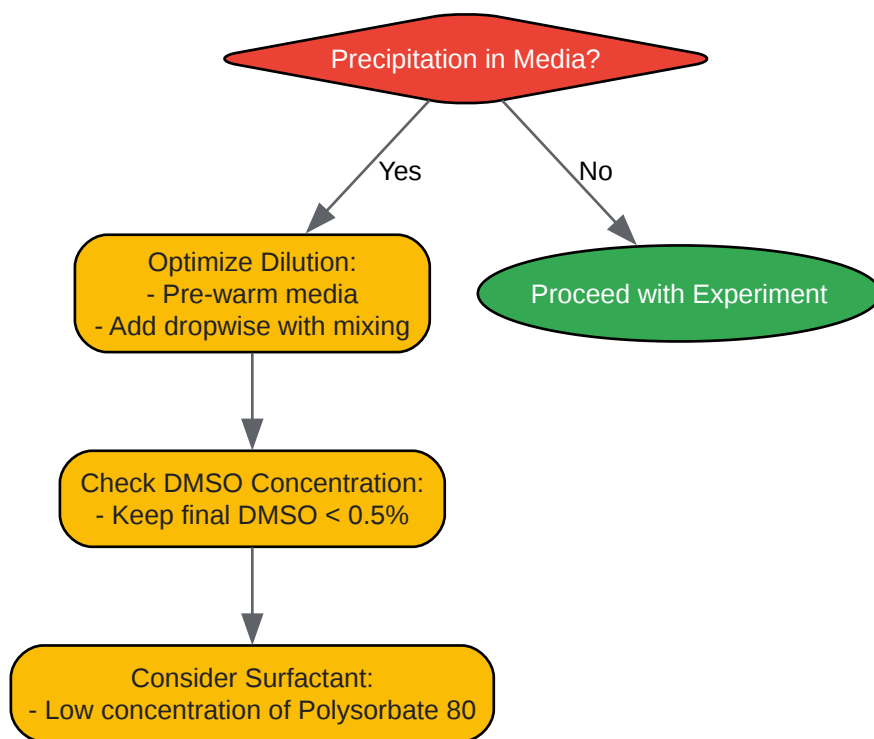 Precipitation in Media?
Yes
No
Optimize Dilution:
- Pre-warm media
- Add dropwise with mixing
Proceed with Experiment
Check DMSO Concentration:
- Keep final DMSO < 0.5%
Consider Surfactant:
- Low concentration of Polysorbate 80